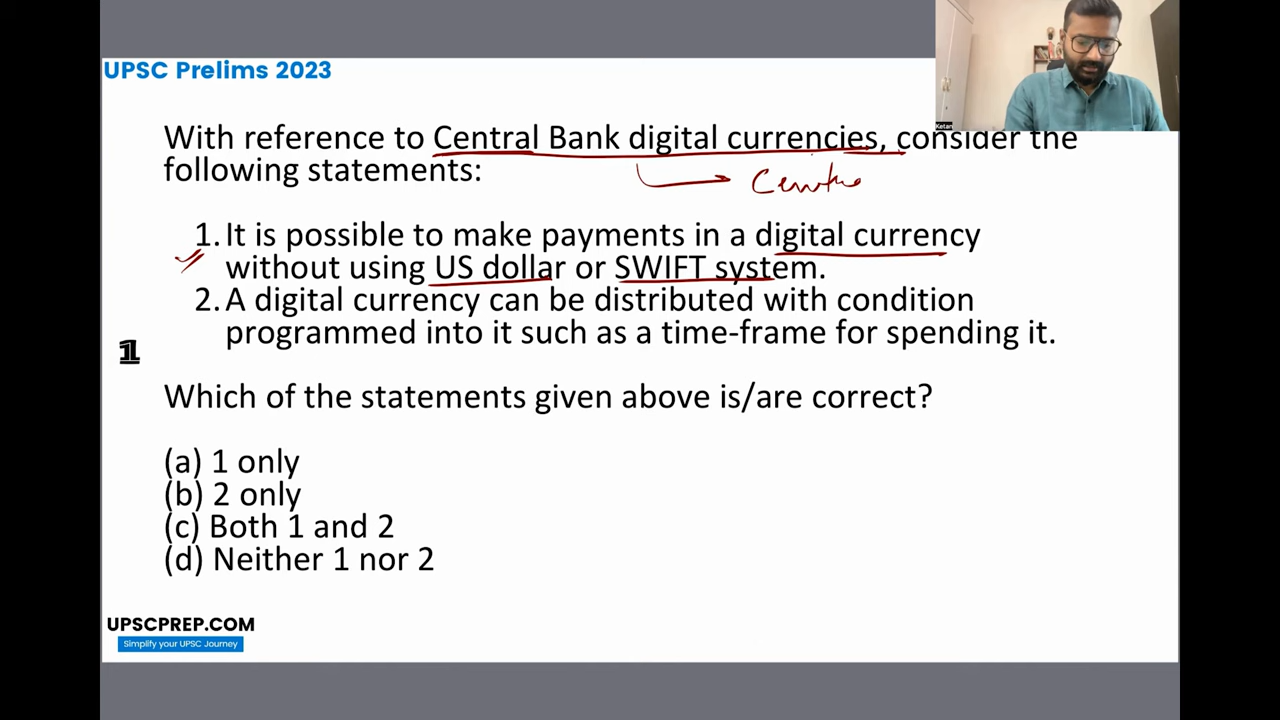 UPSC Prelims 2023
Ketan
With reference to Central Bank digital currencies, consider the
following statements:
Centra
1. It is possible to make payments in a digital currency
without using US dollar or SWIFT system.
2. A digital currency can be distributed with condition
programmed into it such as a time-frame for spending it.
1
Which of the statements given above is/are correct?
(a) 1 only
(b) 2 only
(c) Both 1 and 2
(d) Neither 1 nor 2
UPSCPREP.COM
Simplify your UPSC Journey